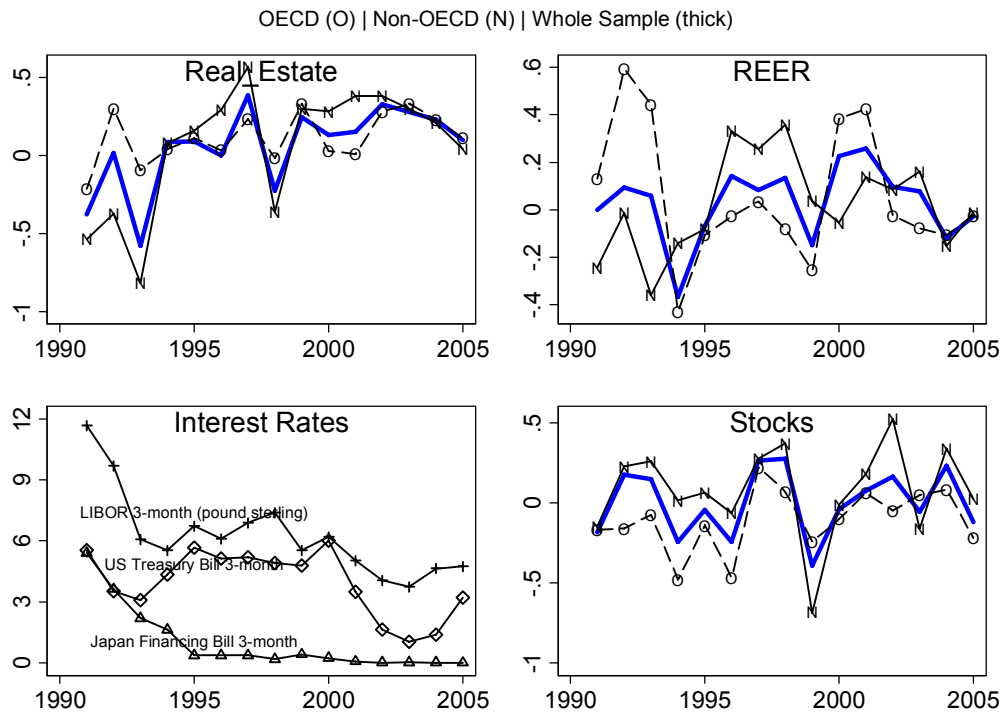 OECD (O) | Non-OECD (N) | Whole Sample (thick)
Real Estate
.5
0
-.5
-1
1990 1995 2000 2005
REER
.6
.4
.2
0
-.2
-.4
1990 1995 2000 2005
Interest Rates
12
9
6
3
0
LIBOR 3-month (pound sterling)
US Treasury Bill 3-month
Japan Financing Bill 3-month
1990 1995 2000 2005
Stocks
.5
0
-.5
-1
1990 1995 2000 2005